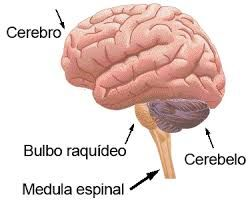 Cerebro
Bulbo raquídeo
Cerebelo
Medula espinal